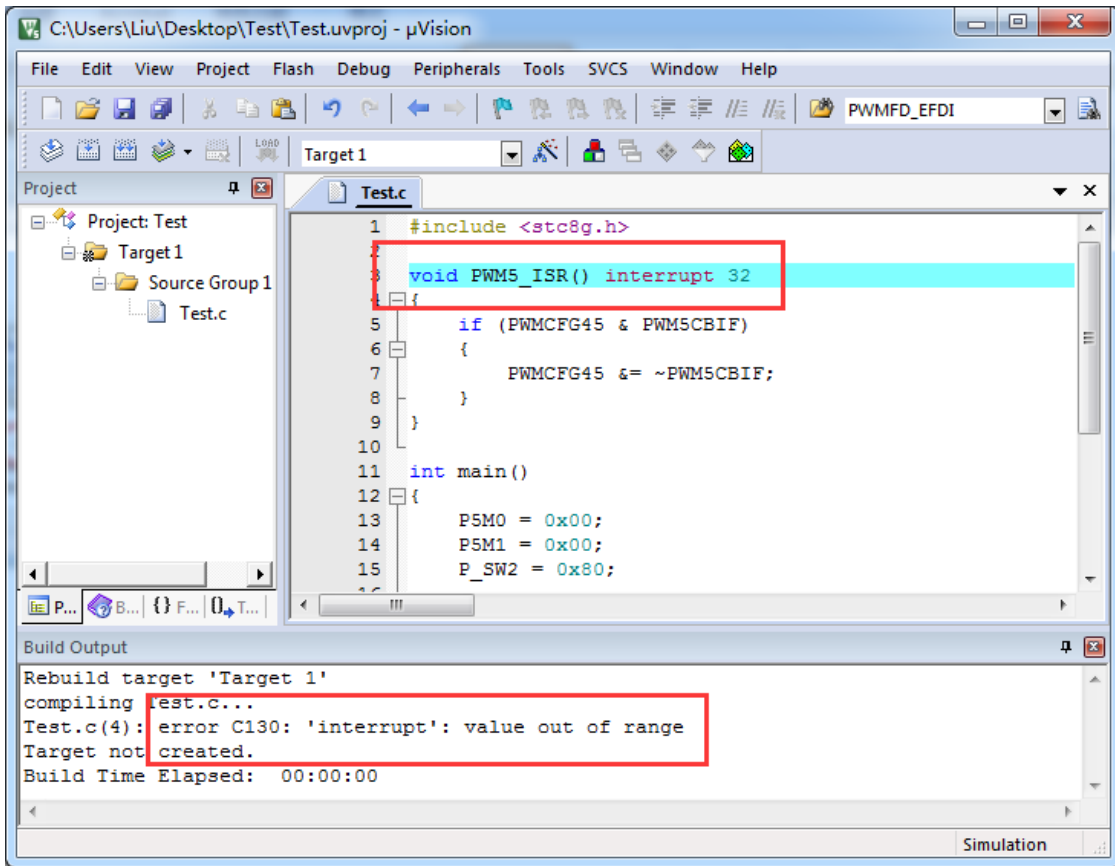 C:\Users\Liu\Desktop\Test\Test.uvproj - µVision
File Edit View Project Flash Debug Peripherals Tools SVCS Window Help
PWMFD_EFDI
LOAD
Target 1
Project
Project: Test
Target 1
Source Group 1
Test.c
P... B... {} F... 0 T...
Test.c
1 #include <stc8g.h>
2
3 void PWM5_ISR() interrupt 32
4 {
5 if (PWMCFG45 & PWM5CBIF)
6 {
7 PWMCFG45 &= ~PWM5CBIF;
8 }
9 }
10
11 int main()
12 {
13 P5M0 = 0x00;
14 P5M1 = 0x00;
15 P_SW2 = 0x80;
Build Output
Rebuild target 'Target 1'
compiling Test.c...
Test.c(4): error C130: 'interrupt': value out of range
Target not created.
Build Time Elapsed: 00:00:00
Simulation